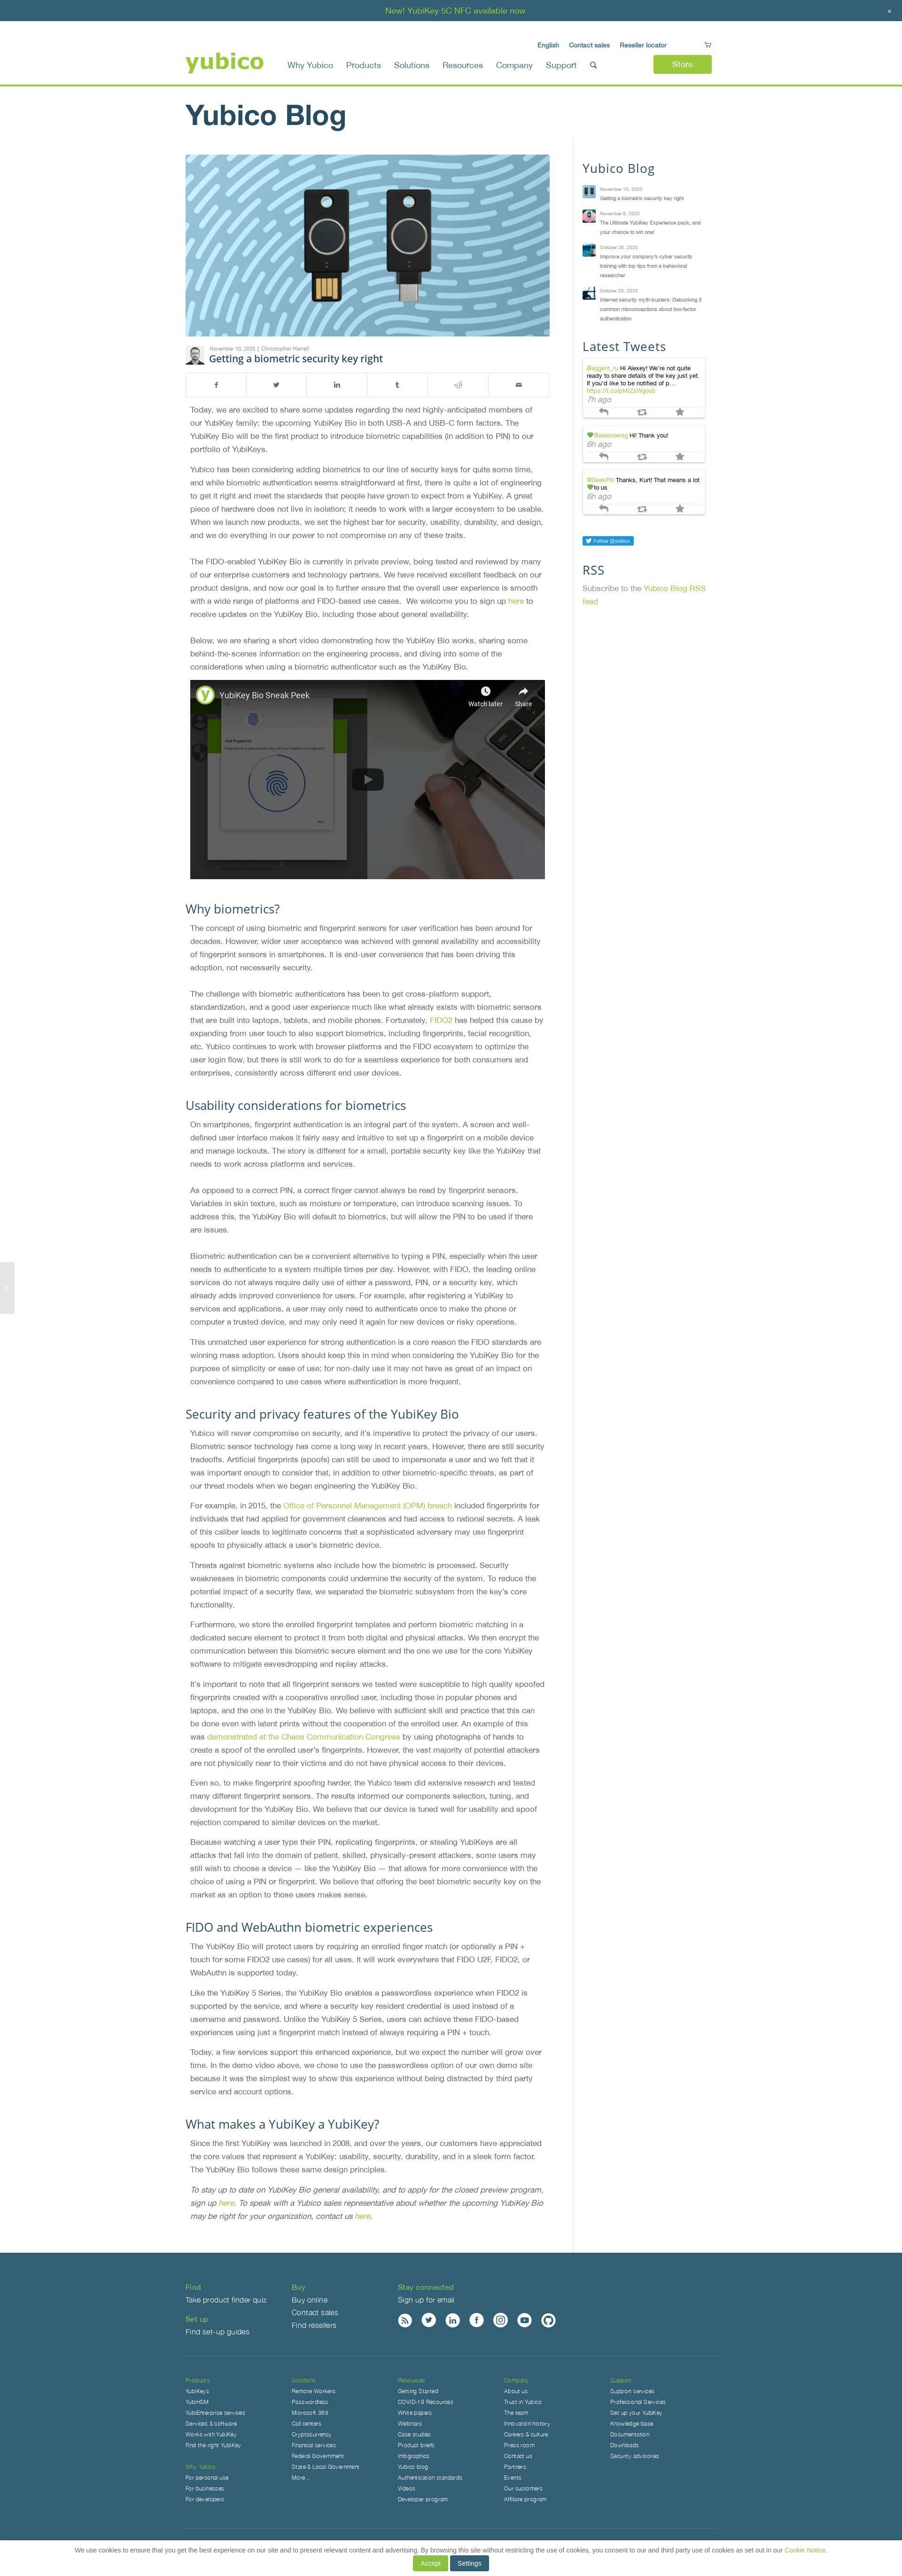 New! YubiKey 5C NFC available now
×
English Contact sales Reseller locator
yubico Why Yubico Products Solutions Resources Company Support Store
Yubico Blog
November 10, 2020 | Christopher Harrell
Getting a biometric security key right
Today, we are excited to share some updates regarding the next highly-anticipated members of
our YubiKey family: the upcoming YubiKey Bio in both USB-A and USB-C form factors. The
YubiKey Bio will be the first product to introduce biometric capabilities (in addition to PIN) to our
portfolio of YubiKeys.
Yubico has been considering adding biometrics to our line of security keys for quite some time,
and while biometric authentication seems straightforward at first, there is quite a lot of engineering
to get it right and meet the standards that people have grown to expect from a YubiKey. A great
piece of hardware does not live in isolation; it needs to work with a larger ecosystem to be usable.
When we launch new products, we set the highest bar for security, usability, durability, and design,
and we do everything in our power to not compromise on any of these traits.
The FIDO-enabled YubiKey Bio is currently in private preview, being tested and reviewed by many
of our enterprise customers and technology partners. We have received excellent feedback on our
product designs, and now our goal is to further ensure that the overall user experience is smooth
with a wide range of platforms and FIDO-based use cases.  We welcome you to sign up here to
receive updates on the YubiKey Bio, including those about general availability.
Below, we are sharing a short video demonstrating how the YubiKey Bio works, sharing some
behind-the-scenes information on the engineering process, and diving into some of the
considerations when using a biometric authenticator such as the YubiKey Bio.
YubiKey Bio Sneak Peek
Watch later Share
Why biometrics?
The concept of using biometric and fingerprint sensors for user verification has been around for
decades. However, wider user acceptance was achieved with general availability and accessibility
of fingerprint sensors in smartphones. It is end-user convenience that has been driving this
adoption, not necessarily security.
The challenge with biometric authenticators has been to get cross-platform support,
standardization, and a good user experience much like what already exists with biometric sensors
that are built into laptops, tablets, and mobile phones. Fortunately, FIDO2 has helped this cause by
expanding from user touch to also support biometrics, including fingerprints, facial recognition,
etc. Yubico continues to work with browser platforms and the FIDO ecosystem to optimize the
user login flow, but there is still work to do for a seamless experience for both consumers and
enterprises, consistently across different end user devices.
Usability considerations for biometrics
On smartphones, fingerprint authentication is an integral part of the system. A screen and well-
defined user interface makes it fairly easy and intuitive to set up a fingerprint on a mobile device
and manage lockouts. The story is different for a small, portable security key like the YubiKey that
needs to work across platforms and services.
As opposed to a correct PIN, a correct finger cannot always be read by fingerprint sensors.
Variables in skin texture, such as moisture or temperature, can introduce scanning issues. To
address this, the YubiKey Bio will default to biometrics, but will allow the PIN to be used if there
are issues.
Biometric authentication can be a convenient alternative to typing a PIN, especially when the user
needs to authenticate to a system multiple times per day. However, with FIDO, the leading online
services do not always require daily use of either a password, PIN, or a security key, which
already adds improved convenience for users. For example, after registering a YubiKey to
services and applications, a user may only need to authenticate once to make the phone or
computer a trusted device, and may only need it again for new devices or risky operations.
This unmatched user experience for strong authentication is a core reason the FIDO standards are
winning mass adoption. Users should keep this in mind when considering the YubiKey Bio for the
purpose of simplicity or ease of use; for non-daily use it may not have as great of an impact on
convenience compared to use cases where authentication is more frequent.
Security and privacy features of the YubiKey Bio
Yubico will never compromise on security, and it's imperative to protect the privacy of our users.
Biometric sensor technology has come a long way in recent years. However, there are still security
tradeoffs. Artificial fingerprints (spoofs) can still be used to impersonate a user and we felt that it
was important enough to consider that, in addition to other biometric-specific threats, as part of
our threat models when we began engineering the YubiKey Bio.
For example, in 2015, the Office of Personnel Management (OPM) breach included fingerprints for
individuals that had applied for government clearances and had access to national secrets. A leak
of this caliber leads to legitimate concerns that a sophisticated adversary may use fingerprint
spoofs to physically attack a user's biometric device.
Threats against biometric systems also include how the biometric is processed. Security
weaknesses in biometric components could undermine the security of the system. To reduce the
potential impact of a security flaw, we separated the biometric subsystem from the key's core
functionality.
Furthermore, we store the enrolled fingerprint templates and perform biometric matching in a
dedicated secure element to protect it from both digital and physical attacks. We then encrypt the
communication between this biometric secure element and the one we use for the core YubiKey
software to mitigate eavesdropping and replay attacks.
It's important to note that all fingerprint sensors we tested were susceptible to high quality spoofed
fingerprints created with a cooperative enrolled user, including those in popular phones and
laptops, and the one in the YubiKey Bio. We believe with sufficient skill and practice that this can
be done even with latent prints without the cooperation of the enrolled user. An example of this
was demonstrated at the Chaos Communication Congress by using photographs of hands to
create a spoof of the enrolled user's fingerprints. However, the vast majority of potential attackers
are not physically near to their victims and do not have physical access to their devices.
Even so, to make fingerprint spoofing harder, the Yubico team did extensive research and tested
many different fingerprint sensors. The results informed our components selection, tuning, and
development for the YubiKey Bio. We believe that our device is tuned well for usability and spoof
rejection compared to similar devices on the market.
Because watching a user type their PIN, replicating fingerprints, or stealing YubiKeys are all
attacks that fall into the domain of patient, skilled, physically-present attackers, some users may
still wish to choose a device — like the YubiKey Bio — that allows for more convenience with the
choice of using a PIN or fingerprint. We believe that offering the best biometric security key on the
market as an option to those users makes sense.
FIDO and WebAuthn biometric experiences
The YubiKey Bio will protect users by requiring an enrolled finger match (or optionally a PIN +
touch for some FIDO2 use cases) for all uses. It will work everywhere that FIDO U2F, FIDO2, or
WebAuthn is supported today.
Like the YubiKey 5 Series, the YubiKey Bio enables a passwordless experience when FIDO2 is
supported by the service, and where a security key resident credential is used instead of a
username and password. Unlike the YubiKey 5 Series, users can achieve these FIDO-based
experiences using just a fingerprint match instead of always requiring a PIN + touch.
Today, a few services support this enhanced experience, but we expect the number will grow over
time. In the demo video above, we chose to use the passwordless option of our own demo site
because it was the simplest way to show this experience without being distracted by third party
service and account options.
What makes a YubiKey a YubiKey?
Since the first YubiKey was launched in 2008, and over the years, our customers have appreciated
the core values that represent a YubiKey: usability, security, durability, and in a sleek form factor.
The YubiKey Bio follows these same design principles.
To stay up to date on YubiKey Bio general availability, and to apply for the closed preview program,
sign up here. To speak with a Yubico sales representative about whether the upcoming YubiKey Bio
may be right for your organization, contact us here.
Yubico Blog
November 10, 2020
Getting a biometric security key right
November 9, 2020
The Ultimate YubiKey Experience pack, and
your chance to win one!
October 28, 2020
Improve your company's cyber security
training with top tips from a behavioral
researcher
October 23, 2020
Internet security myth-busters: Debunking 5
common misconceptions about two-factor
authentication
Latest Tweets
Hi Alexey! We're not quite
ready to share details of the key just yet.
If you'd like to be notified of p…
7h ago
Hi! Thank you!
6h ago
Thanks, Kurt! That means a lot
to us
6h ago
Follow @yubico
RSS
Subscribe to the Yubico Blog RSS
feed
Find
Take product finder quiz
Set up
Find set-up guides
Buy
Buy online
Contact sales
Find resellers
Stay connected
Sign up for email
Products
YubiKeys
YubiHSM
YubiEnterprise services
Services & software
Works with YubiKey
Find the right YubiKey
Why Yubico
For personal use
For businesses
For developers
Solutions
Remote Workers
Passwordless
Microsoft 365
Call centers
Cryptocurrency
Financial services
Federal Government
State & Local Government
More...
Resources
Getting Started
COVID-19 Resources
White papers
Webinars
Case studies
Product briefs
Infographics
Yubico blog
Authentication standards
Videos
Developer program
Company
About us
Trust in Yubico
The team
Innovation history
Careers & culture
Press room
Contact us
Partners
Events
Our customers
Affiliate program
Support
Support services
Professional Services
Set up your YubiKey
Knowledge base
Documentation
Downloads
Security advisories
We use cookies to ensure that you get the best experience on our site and to present relevant content and advertising. By browsing this site without restricting the use of cookies, you consent to our and third party use of cookies as set out in our Cookie Notice.
Accept Settings